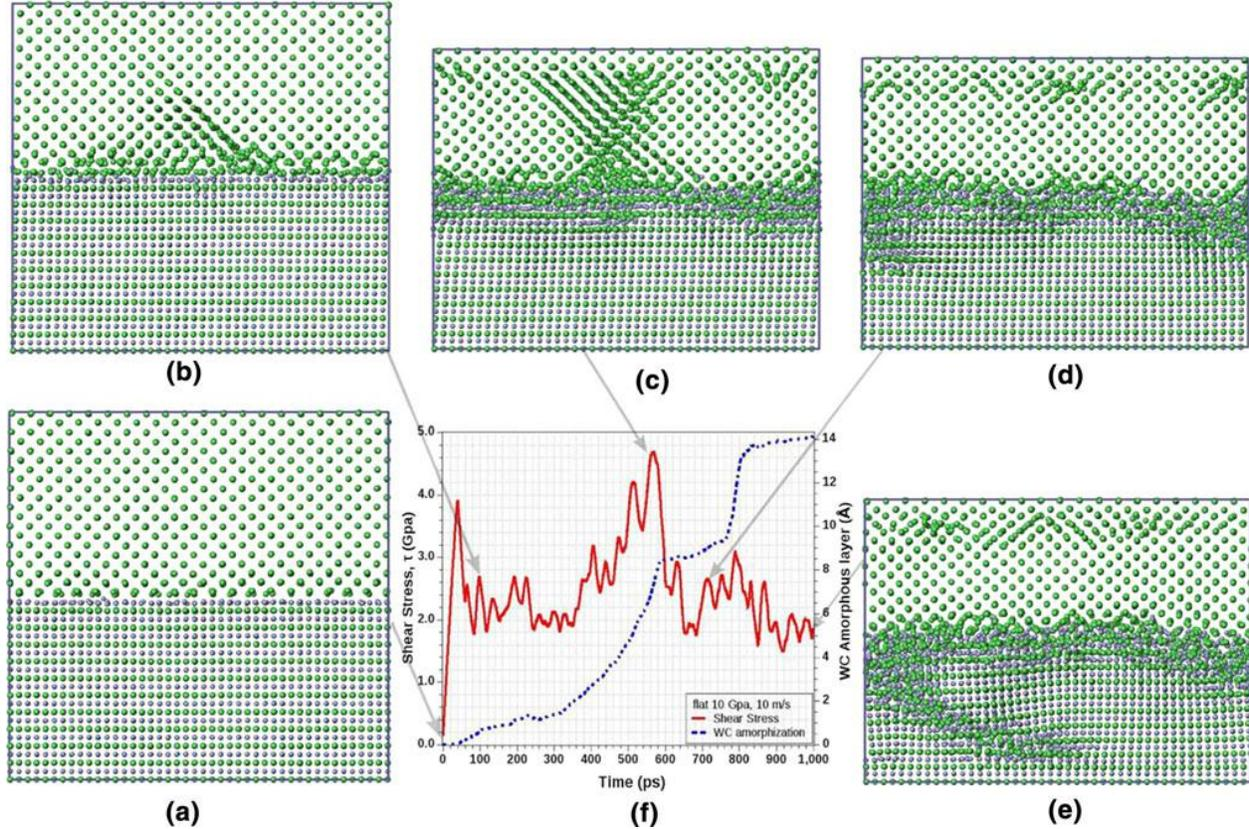 (b)
(c)
(d)
(a)
5.0
4.0
3.0
2.0
1.0
0.0
Shear Stress, τ (Gpa)
14
12
10
8
6
4
2
0
WC Amorphous layer (Å)
flat 10 Gpa, 10 m/s
Shear Stress
WC amorphization
0 100 200 300 400 500 600 700 800 900 1,000
Time (ps)
(f)
(e)